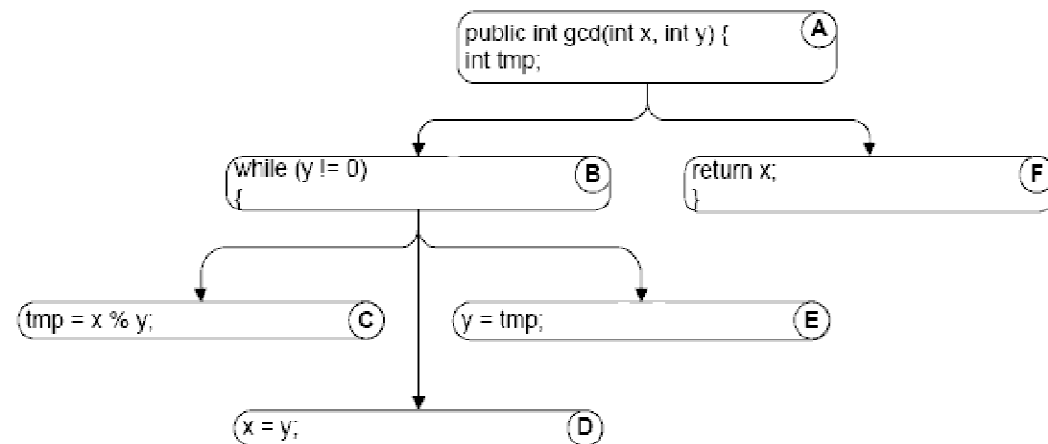 public int gcd(int x, int y) {
int tmp;
A
while (y != 0)
{
B
return x;
}
F
tmp = x % y;
C
y = tmp;
E
x = y;
D